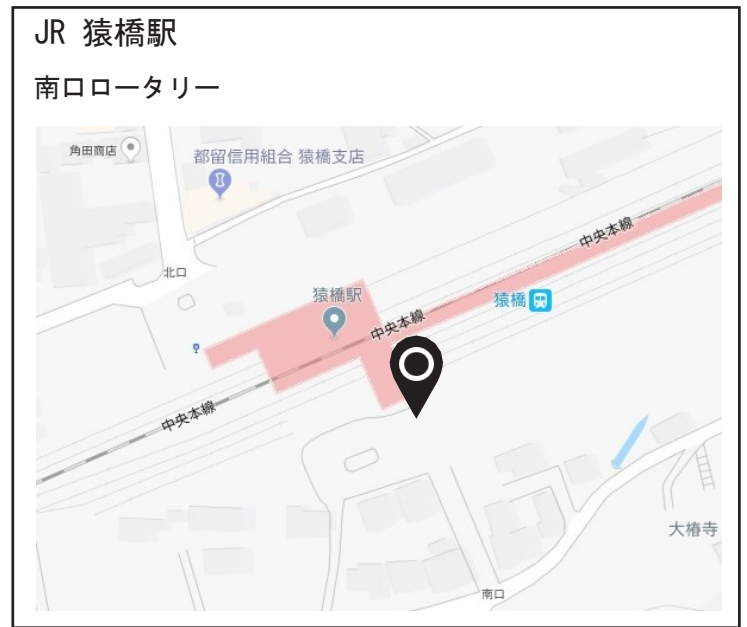 JR 猿橋駅
南口ロータリー
角田商店
都留信用組合 猿橋支店
中央本線
北口
猿橋駅
猿橋
中央本線
中央本線
大椿寺
南口